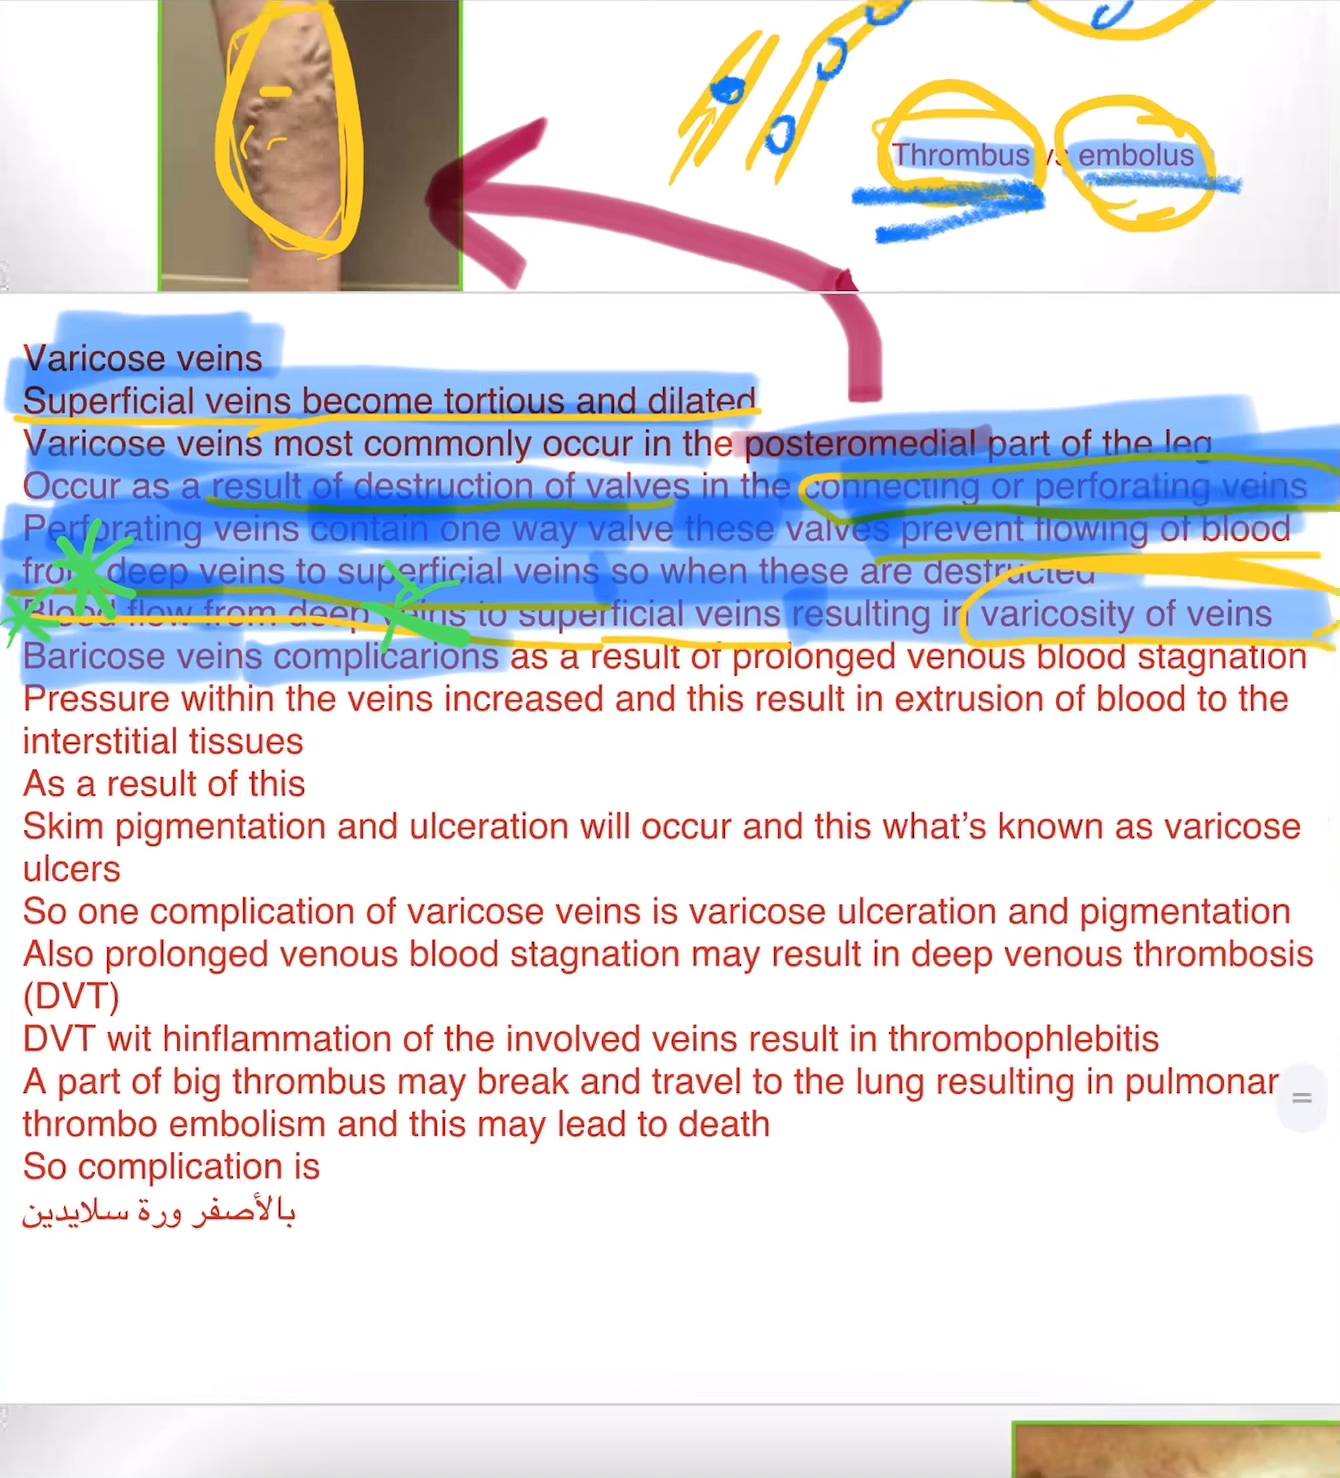 Thrombus vs embolus
Varicose veins
Superficial veins become tortious and dilated
Varicose veins most commonly occur in the posteromedial part of the leg
Occur as a result of destruction of valves in the connecting or perforating veins
Perforating veins contain one way valve these valves prevent flowing of blood
from deep veins to superficial veins so when these are destructed
Blood flow from deep veins to superficial veins resulting in varicosity of veins
Baricose veins complicarions as a result of prolonged venous blood stagnation
Pressure within the veins increased and this result in extrusion of blood to the
interstitial tissues
As a result of this
Skim pigmentation and ulceration will occur and this what’s known as varicose
ulcers
So one complication of varicose veins is varicose ulceration and pigmentation
Also prolonged venous blood stagnation may result in deep venous thrombosis
(DVT)
DVT wit hinflammation of the involved veins result in thrombophlebitis
A part of big thrombus may break and travel to the lung resulting in pulmonar
thrombo embolism and this may lead to death
So complication is
بالأصفر ورة سلايدين